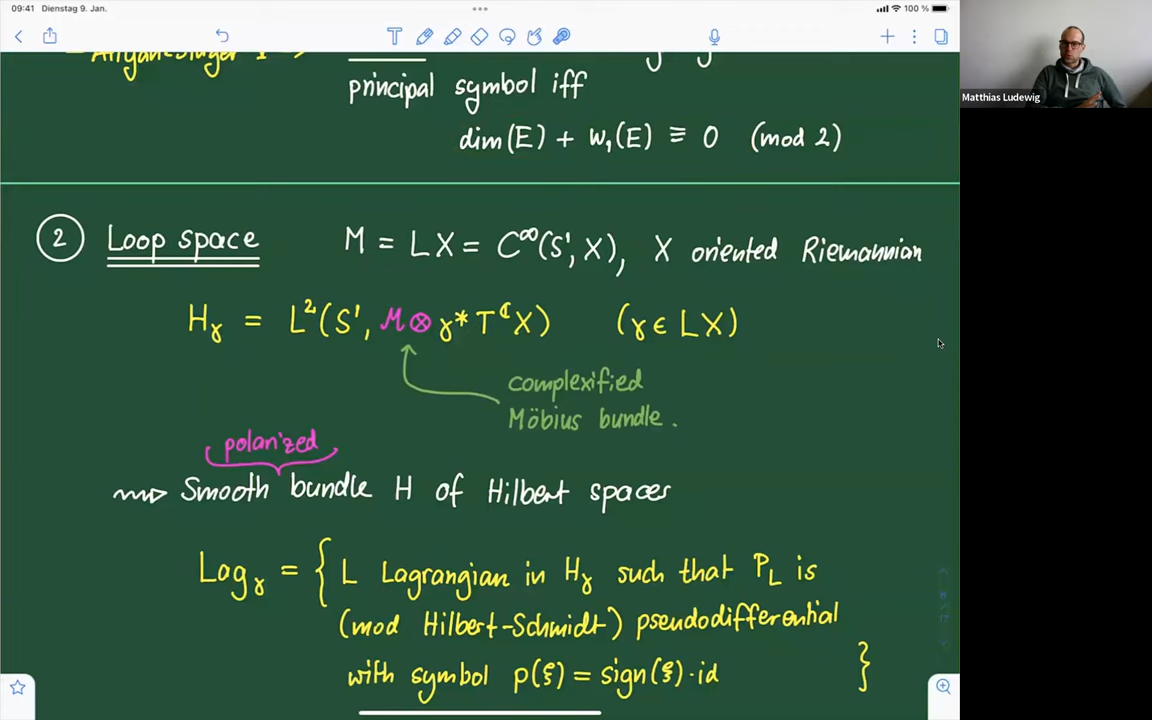 09:41 Dienstag 9. Jan.
100 %
Matthias Ludewig
principal symbol iff
dim(E) + w₁(E) ≡ 0 (mod 2)
② Loop space M = LX = C^∞(S¹, X), X oriented Riemannian
H_γ = L²(S¹, M ⊗ γ* T^ℂ X) (γ ∈ LX)
complexified
Möbius bundle.
polarized
⇝ Smooth bundle H of Hilbert spaces
Lag_γ = { L Lagrangian in H_γ such that P_L is
(mod Hilbert-Schmidt) pseudodifferential
with symbol p(ξ) = sign(ξ)·id }